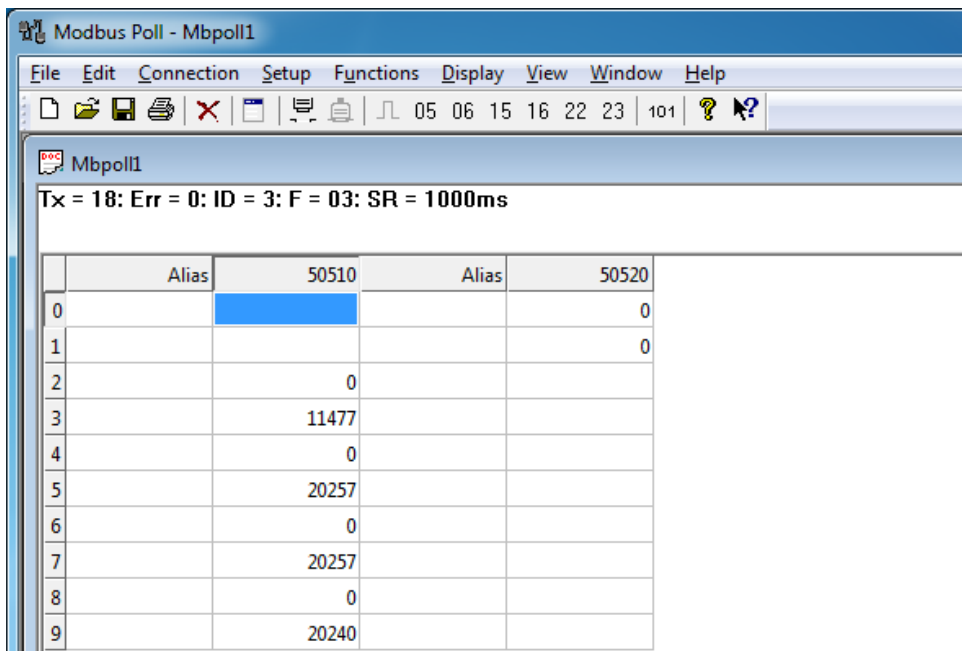 Modbus Poll - Mbpoll1
File Edit Connection Setup Functions Display View Window Help
05 06 15 16 22 23 101
Mbpoll1
Tx = 18: Err = 0: ID = 3: F = 03: SR = 1000ms
Alias 50510 Alias 50520
0 0
1 0
2 0
3 11477
4 0
5 20257
6 0
7 20257
8 0
9 20240